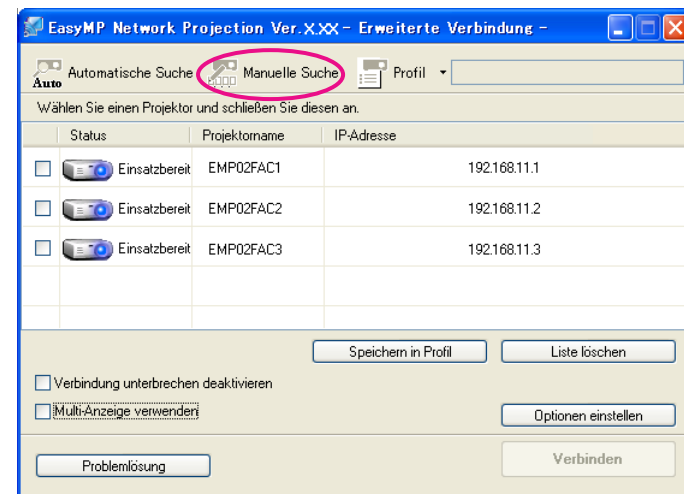 EasyMP Network Projection Ver.X.XX - Erweiterte Verbindung -
Auto Automatische Suche Manuelle Suche Profil
Wählen Sie einen Projektor und schließen Sie diesen an.
Status Projektorname IP-Adresse
Einsatzbereit EMP02FAC1 192.168.11.1
Einsatzbereit EMP02FAC2 192.168.11.2
Einsatzbereit EMP02FAC3 192.168.11.3
Speichern in Profil Liste löschen
Verbindung unterbrechen deaktivieren
Multi-Anzeige verwenden Optionen einstellen
Problemlösung Verbinden